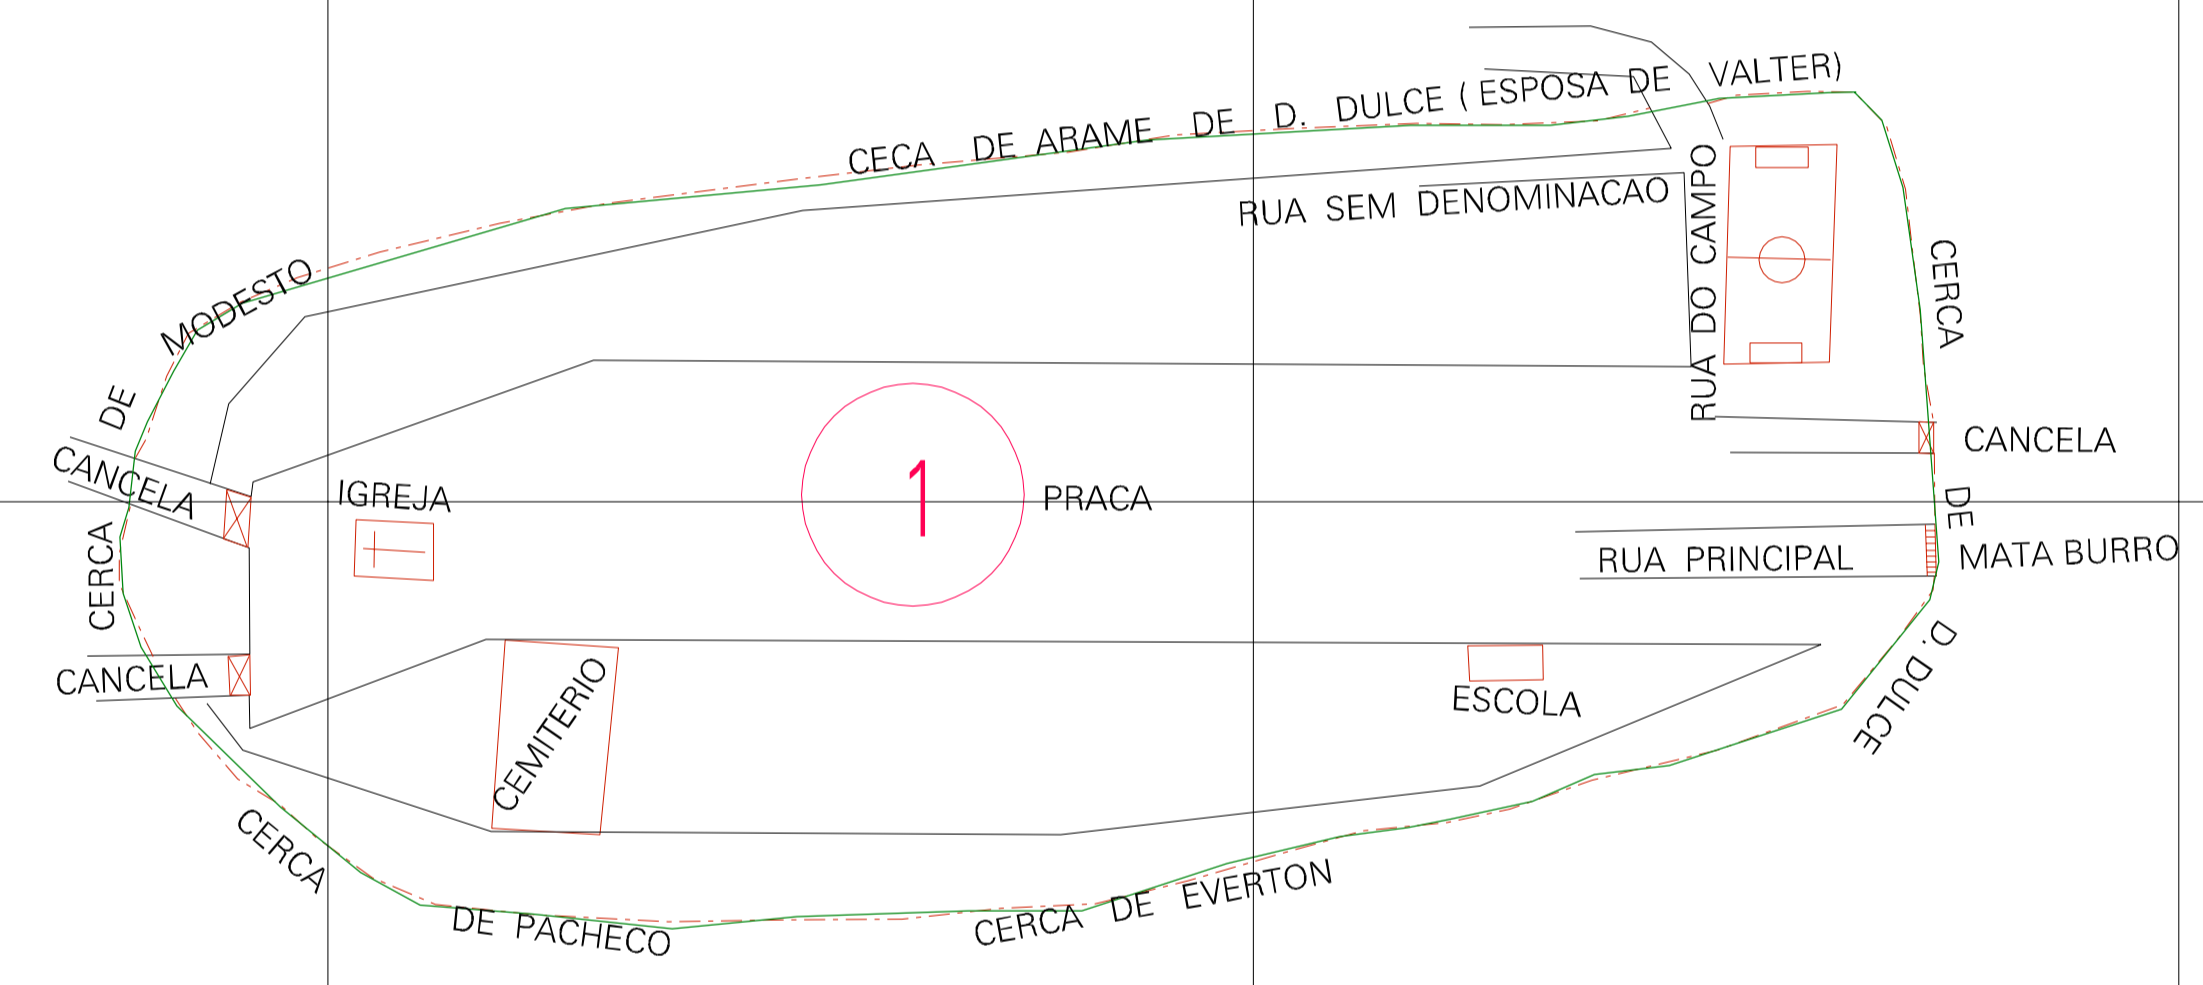 CECA DE ARAME DE D. DULCE ( ESPOSA DE VALTER)
RUA SEM DENOMINACAO
RUA DO CAMPO
CERCA DE D. DULCE
CERCA DE MODESTO
CANCELA
IGREJA
1
PRACA
CANCELA
RUA PRINCIPAL
MATA BURRO
CANCELA
CEMITERIO
ESCOLA
CERCA DE PACHECO
CERCA DE EVERTON